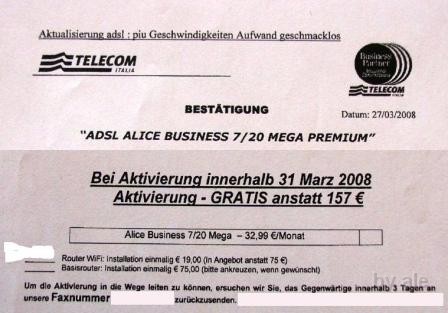 Aktualisierung adsl : piu Geschwindigkeiten Aufwand geschmacklos
TELECOM
ITALIA
Business
Partner
TELECOM
ITALIA
BESTÄTIGUNG
Datum: 27/03/2008
"ADSL ALICE BUSINESS 7/20 MEGA PREMIUM"
Bei Aktivierung innerhalb 31 Marz 2008
Aktivierung - GRATIS anstatt 157 €
Alice Business 7/20 Mega – 32,99 €/Monat
Router WiFi: Installation einmalig € 19,00 (in Angebot anstatt 75 €)
Basisrouter: Installation einmalig € 75,00 (bitte ankreuzen, wenn gewünscht)
by ale
Um die Aktivierung in die Wege leiten zu können, ersuchen wir Sie, das Gegenwärtige innerhalb 3 Tagen an
unsere Faxnummer zurückzusenden.